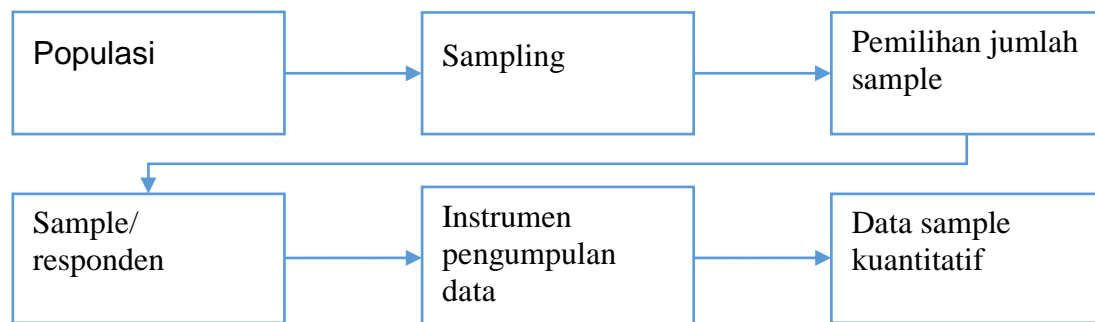 Populasi
Sampling
Pemilihan jumlah
sample
Sample/
responden
Instrumen
pengumpulan
data
Data sample
kuantitatif